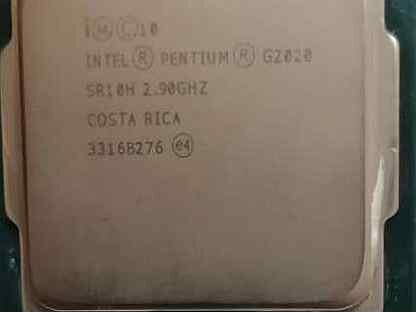 i Ⓜ Ⓒ 10
INTEL® PENTIUM® G2020
SR10H 2.90GHZ
COSTA RICA
3316B276 e4